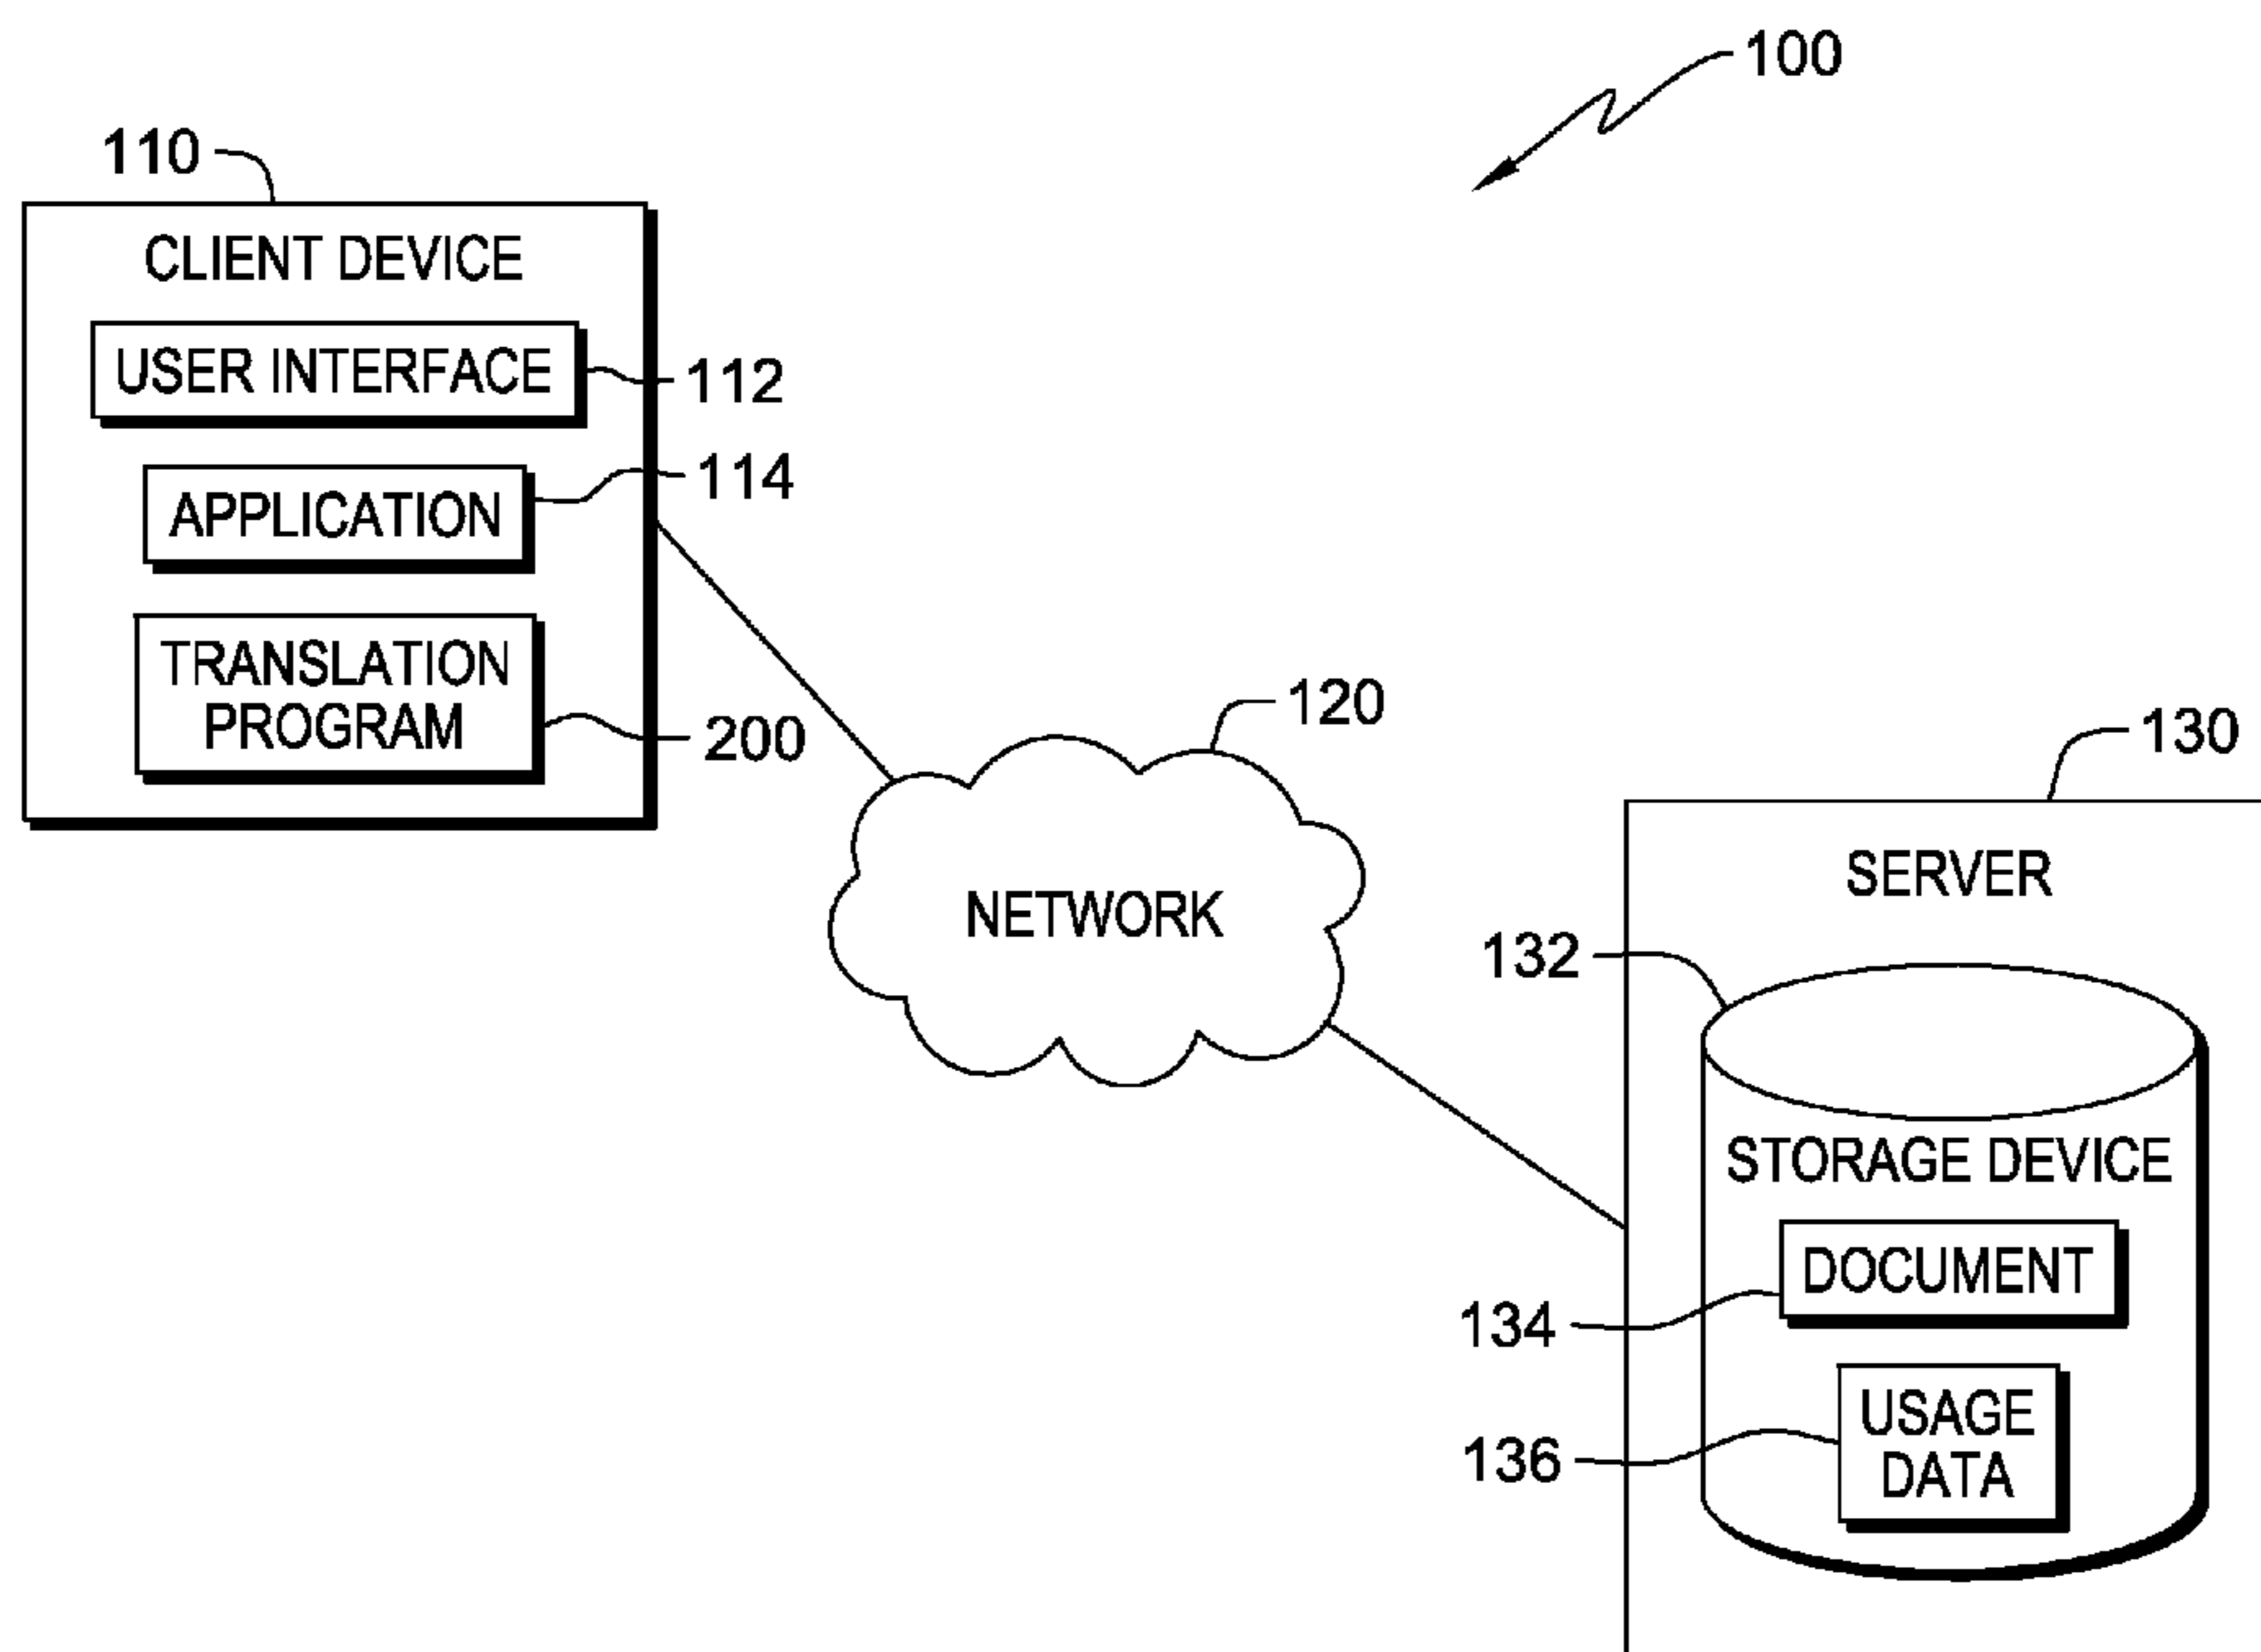 100
110
CLIENT DEVICE
USER INTERFACE
112
APPLICATION
114
TRANSLATION
PROGRAM
200
120
NETWORK
130
SERVER
132
STORAGE DEVICE
DOCUMENT
134
USAGE
DATA
136